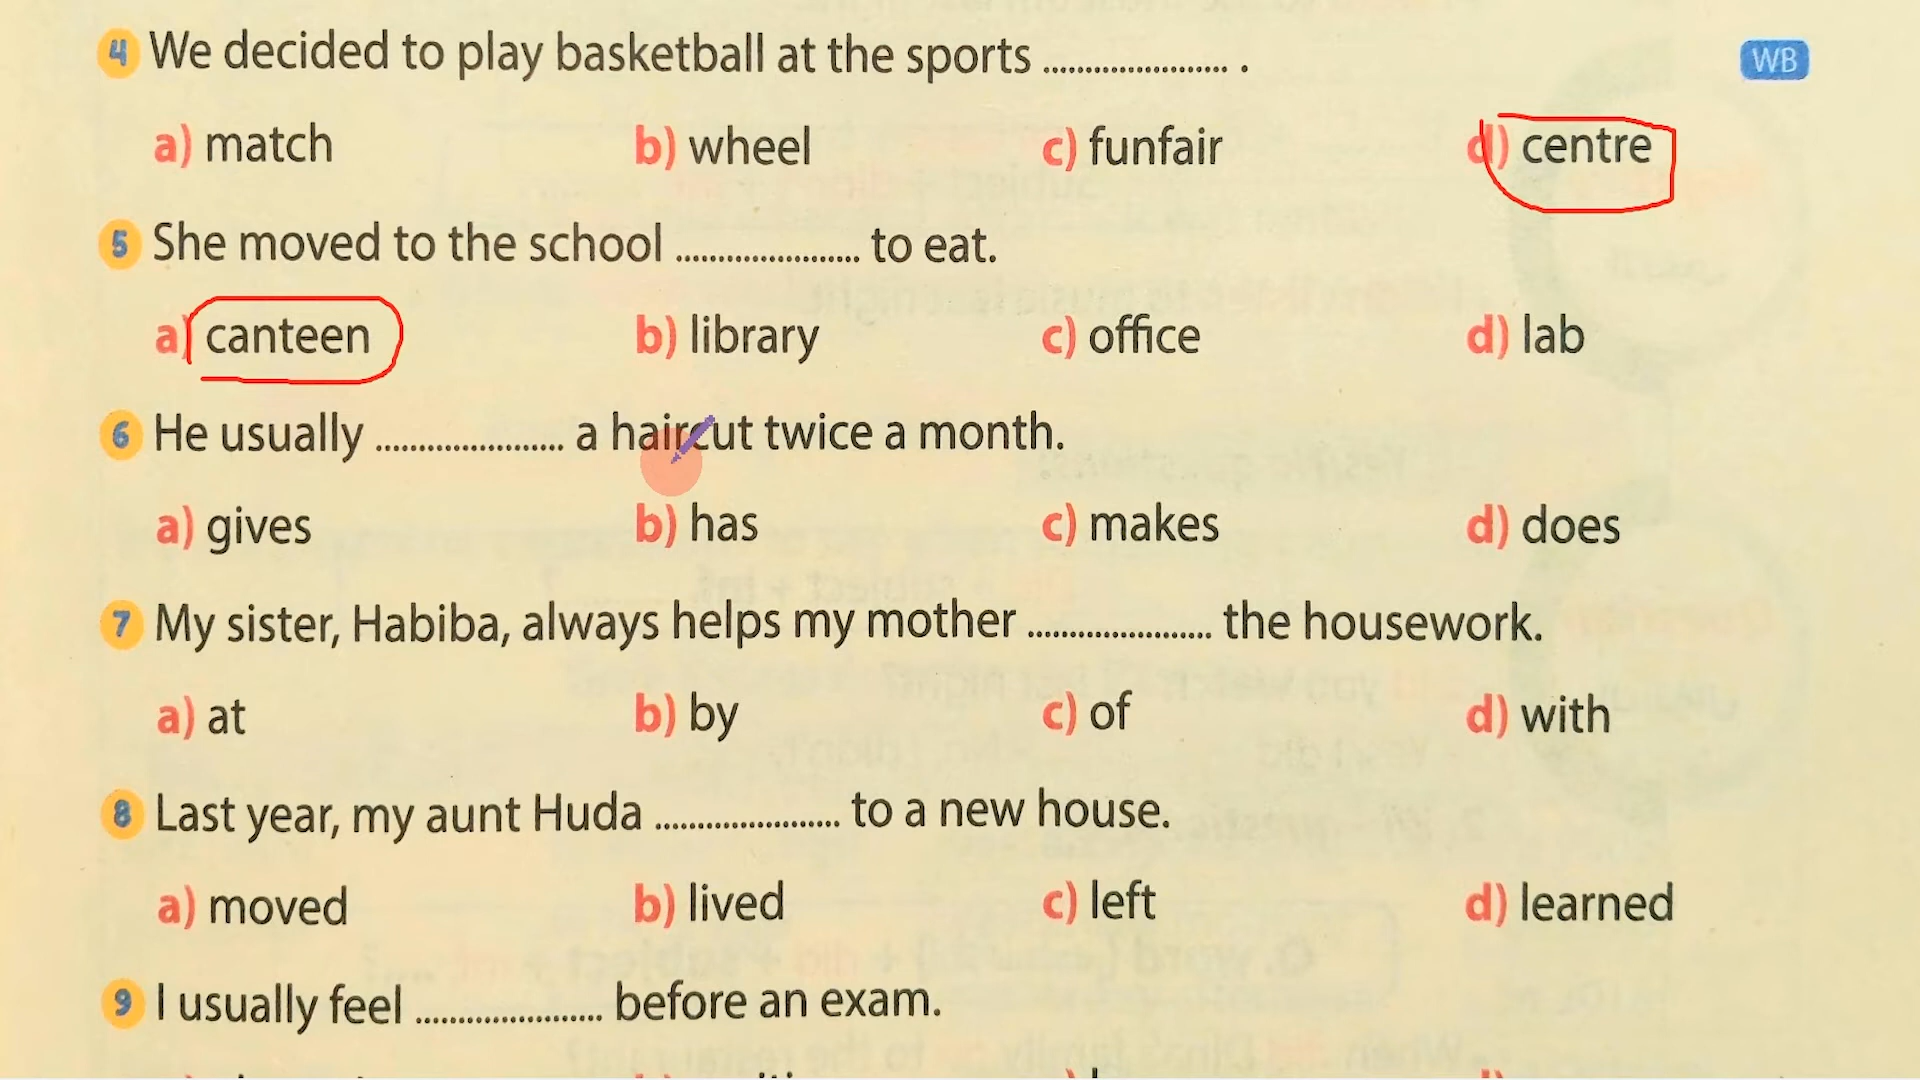 4 We decided to play basketball at the sports ...................... .
WB
a) match b) wheel c) funfair d) centre
5 She moved to the school ...................... to eat.
a) canteen b) library c) office d) lab
6 He usually ...................... a haircut twice a month.
a) gives b) has c) makes d) does
7 My sister, Habiba, always helps my mother ...................... the housework.
a) at b) by c) of d) with
8 Last year, my aunt Huda ...................... to a new house.
a) moved b) lived c) left d) learned
9 I usually feel ...................... before an exam.